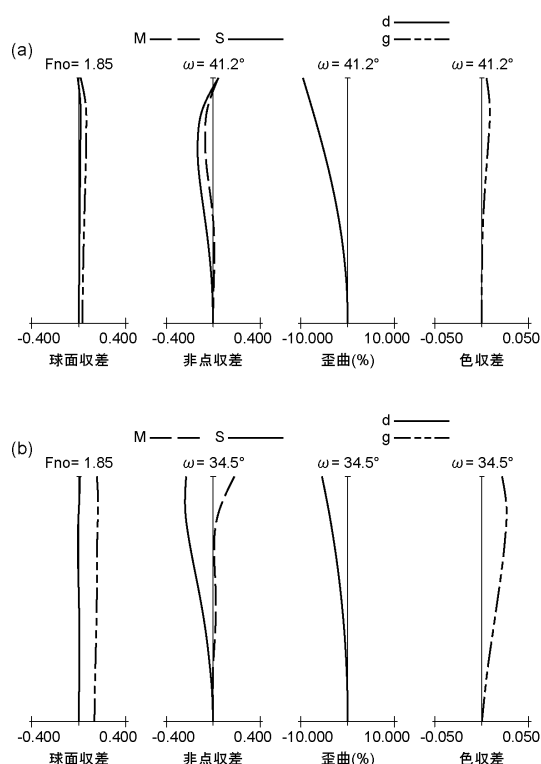 d
M S g
(a)
Fno= 1.85 ω= 41.2° ω= 41.2° ω= 41.2°
-0.400 0.400 -0.400 0.400 -10.000 10.000 -0.050 0.050
球面収差 非点収差 歪曲(%) 色収差
d
M S g
(b)
Fno= 1.85 ω= 34.5° ω= 34.5° ω= 34.5°
-0.400 0.400 -0.400 0.400 -10.000 10.000 -0.050 0.050
球面収差 非点収差 歪曲(%) 色収差